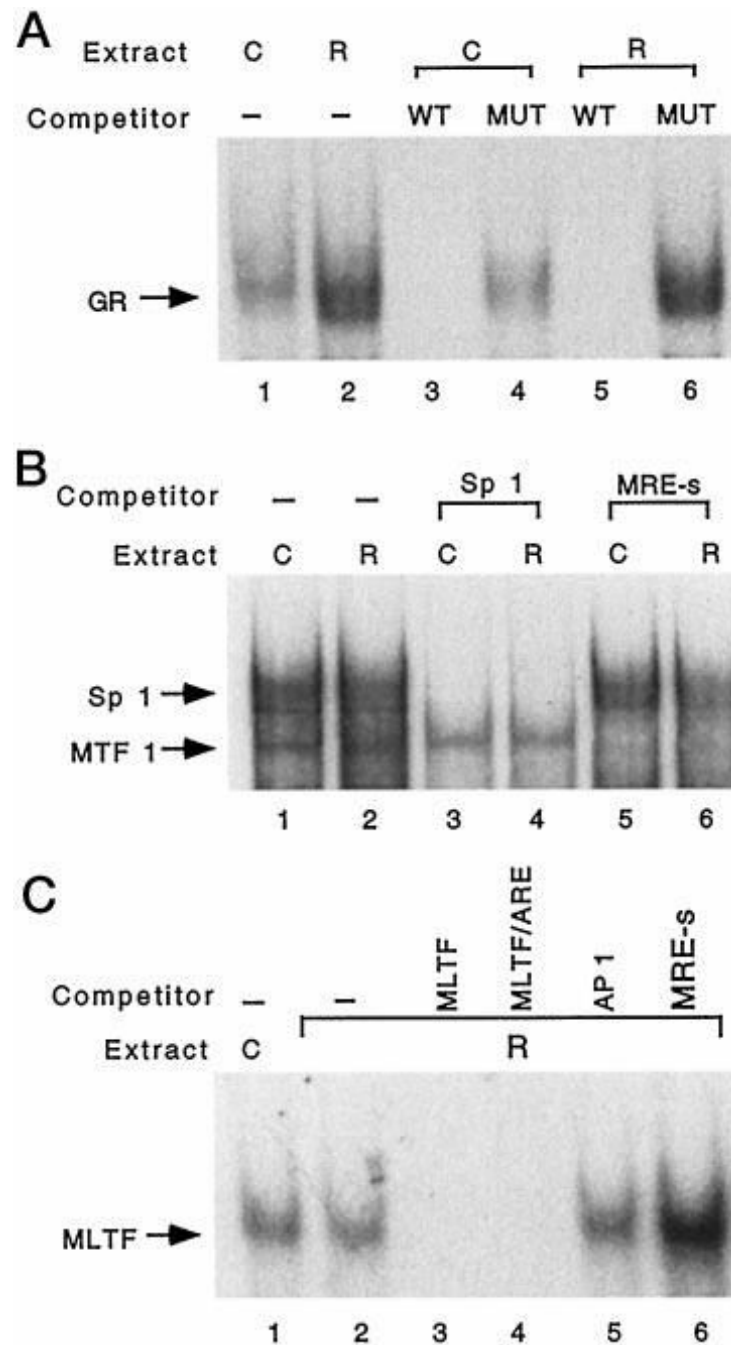 A
Extract C R C R
Competitor – – WT MUT WT MUT
GR
1 2 3 4 5 6
B
Competitor – – Sp 1 MRE-s
Extract C R C R C R
Sp 1
MTF 1
1 2 3 4 5 6
C
Competitor – – MLTF MLTF/ARE AP1 MRE-s
Extract C R
MLTF
1 2 3 4 5 6